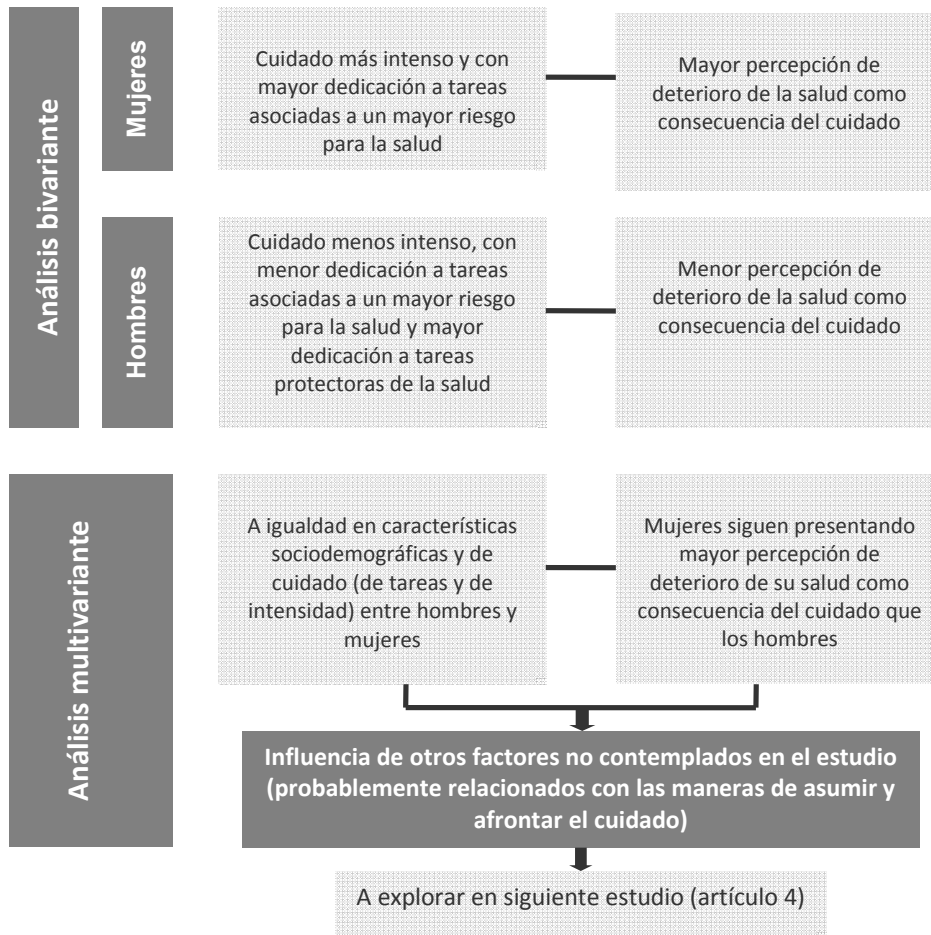 Análisis bivariante
Mujeres
Cuidado más intenso y con
mayor dedicación a tareas
asociadas a un mayor riesgo
para la salud
Mayor percepción de
deterioro de la salud como
consecuencia del cuidado
Hombres
Cuidado menos intenso, con
menor dedicación a tareas
asociadas a un mayor riesgo
para la salud y mayor
dedicación a tareas
protectoras de la salud
Menor percepción de
deterioro de la salud como
consecuencia del cuidado
Análisis multivariante
A igualdad en características
sociodemográficas y de
cuidado (de tareas y de
intensidad) entre hombres y
mujeres
Mujeres siguen presentando
mayor percepción de
deterioro de su salud como
consecuencia del cuidado que
los hombres
Influencia de otros factores no contemplados en el estudio
(probablemente relacionados con las maneras de asumir y
afrontar el cuidado)
A explorar en siguiente estudio (artículo 4)